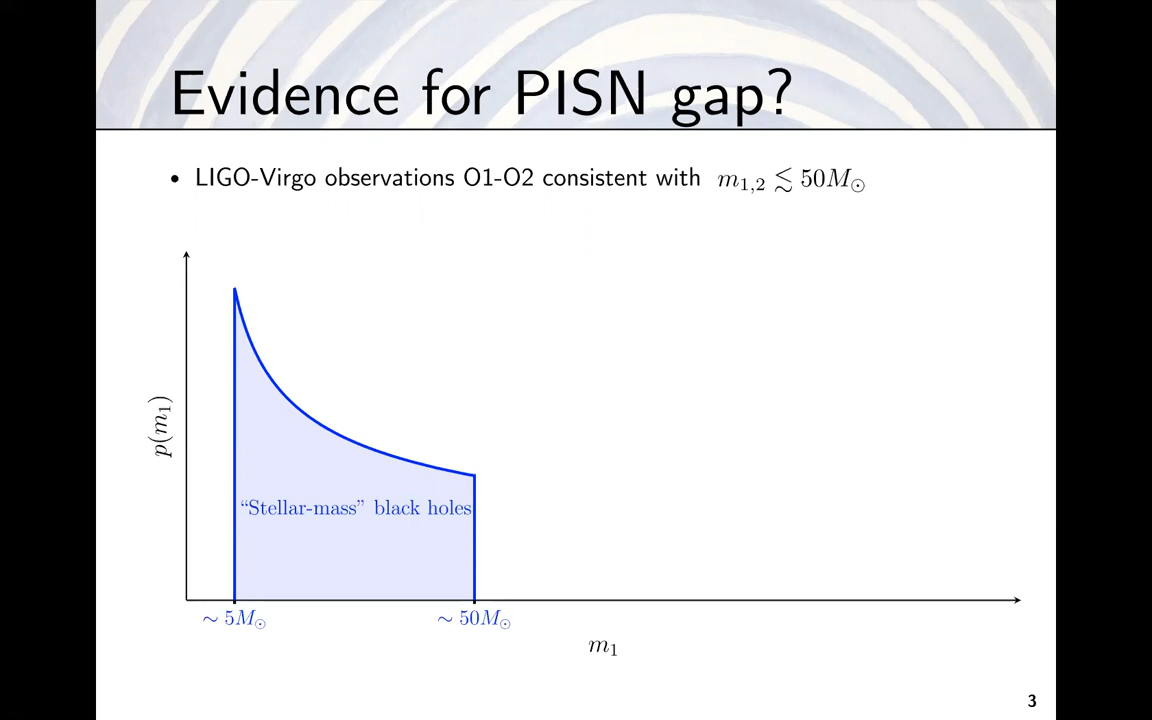 Evidence for PISN gap?
• LIGO-Virgo observations O1-O2 consistent with m₁,₂ ≲ 50M☉
p(m₁)
“Stellar-mass” black holes
∼ 5M☉
∼ 50M☉
m₁
3